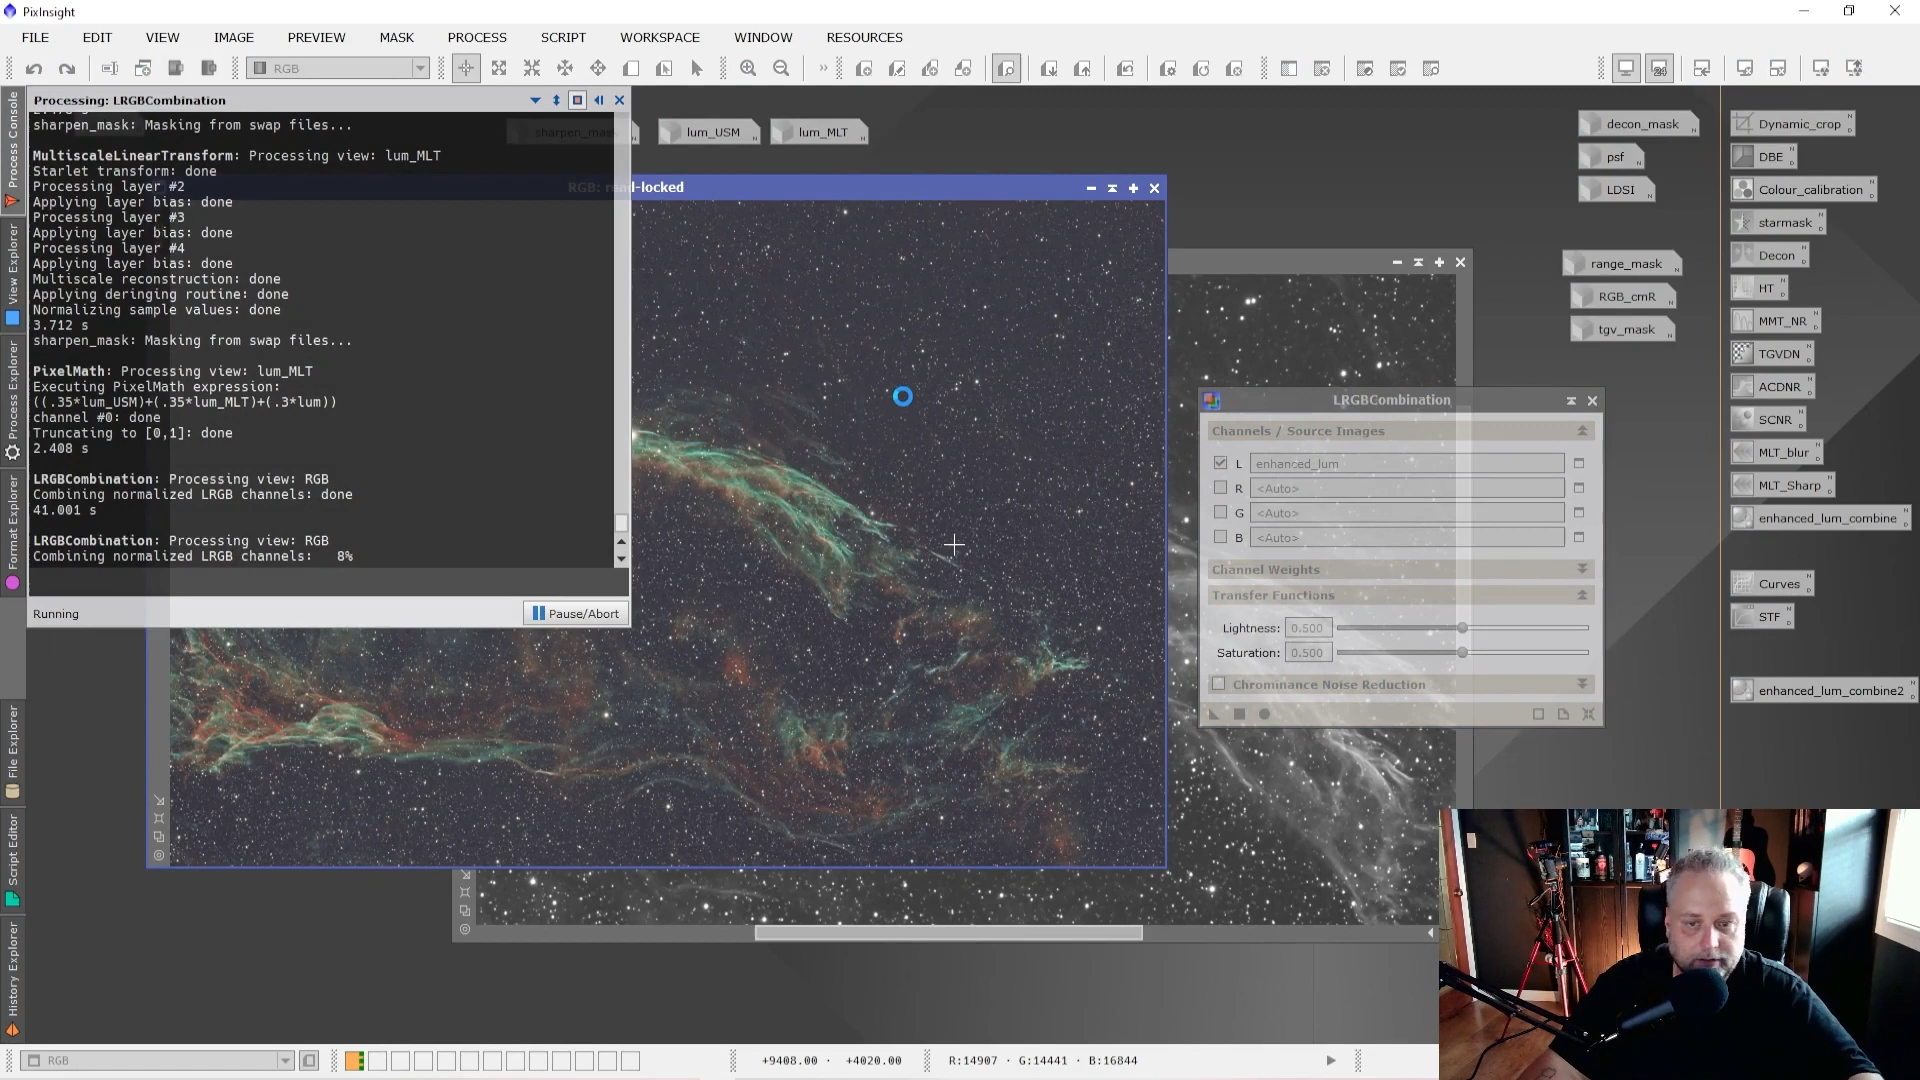 PixInsight
FILE EDIT VIEW IMAGE PREVIEW MASK PROCESS SCRIPT WORKSPACE WINDOW RESOURCES
RGB
Processing: LRGBCombination
sharpen_mask: Masking from swap files...
MultiscaleLinearTransform: Processing view: lum_MLT
Starlet transform: done
Processing layer #2
Applying layer bias: done
Processing layer #3
Applying layer bias: done
Processing layer #4
Applying layer bias: done
Multiscale reconstruction: done
Applying deringing routine: done
Normalizing sample values: done
3.712 s
sharpen_mask: Masking from swap files...
PixelMath: Processing view: lum_MLT
Executing PixelMath expression:
((.35*lum_USM)+(.35*lum_MLT)+(.3*lum))
channel #0: done
Truncating to [0,1]: done
2.408 s
LRGBCombination: Processing view: RGB
Combining normalized LRGB channels: done
41.001 s
LRGBCombination: Processing view: RGB
Combining normalized LRGB channels: 8%
Running
Pause/Abort
Process Console
View Explorer
Process Explorer
Format Explorer
File Explorer
Script Editor
History Explorer
sharpen_mask
lum_USM
lum_MLT
RGB: read-locked
decon_mask
psf
LDSI
range_mask
RGB_cmR
tgv_mask
Dynamic_crop
DBE
Colour_calibration
starmask
Decon
HT
MMT_NR
TGVDN
ACDNR
SCNR
MLT_blur
MLT_Sharp
enhanced_lum_combine
Curves
STF
enhanced_lum_combine2
LRGBCombination
Channels / Source Images
L enhanced_lum
R <Auto>
G <Auto>
B <Auto>
Channel Weights
Transfer Functions
Lightness: 0.500
Saturation: 0.500
Chrominance Noise Reduction
RGB
+9408.00 · +4020.00
R:14907 · G:14441 · B:16844